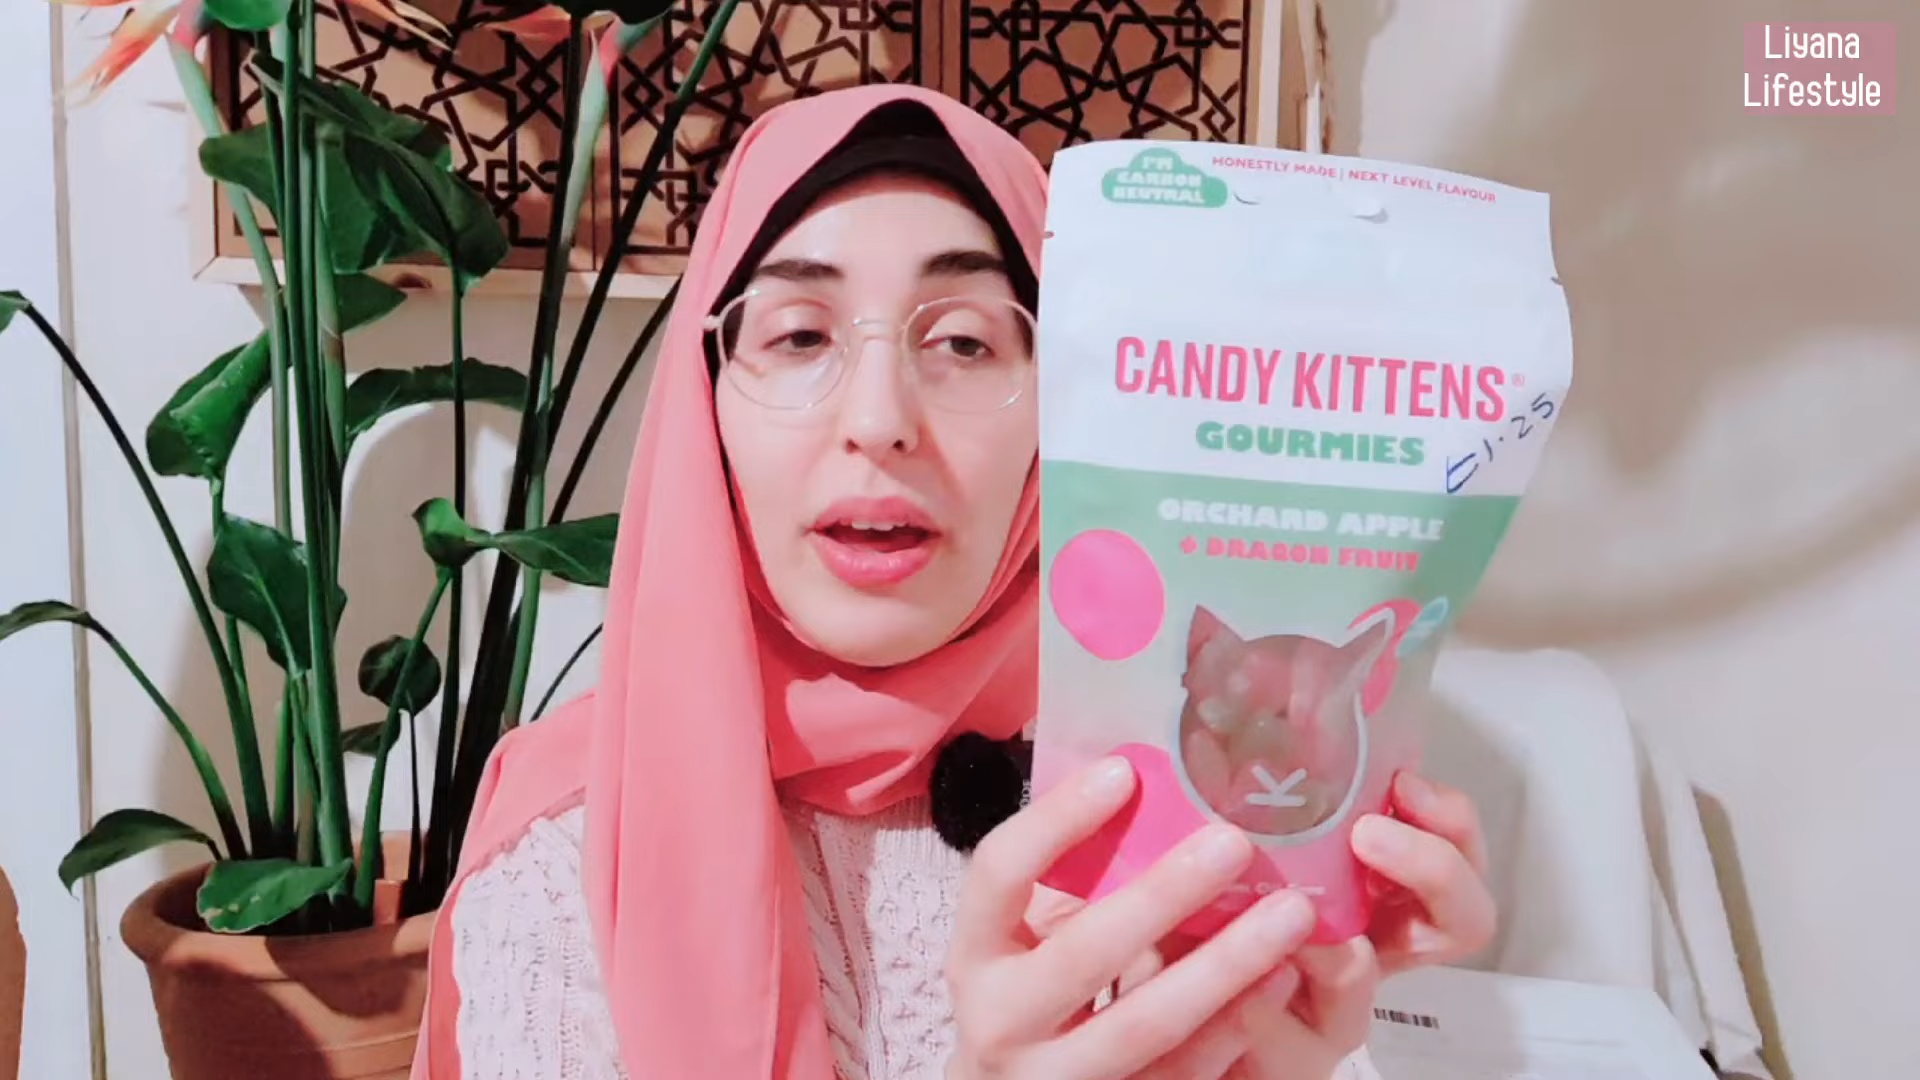 Liyana
Lifestyle
I'M
CARBON
NEUTRAL
HONESTLY MADE | NEXT LEVEL FLAVOUR
CANDY KITTENS®
GOURMIES
£1.25
ORCHARD APPLE
+ DRAGON FRUIT
K